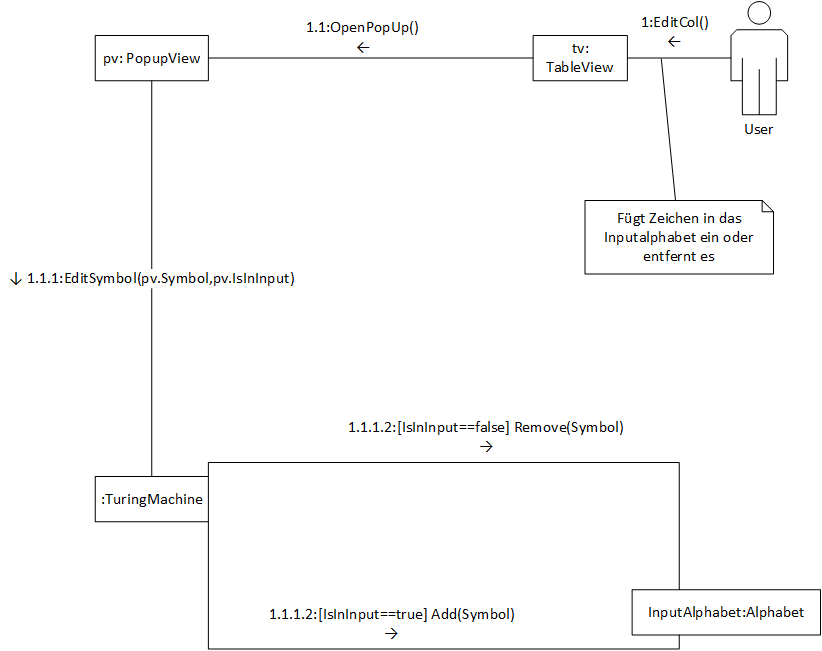 1.1:OpenPopUp()
←
1:EditCol()
←
pv: PopupView
tv:
TableView
User
Fügt Zeichen in das
Inputalphabet ein oder
entfernt es
↓ 1.1.1:EditSymbol(pv.Symbol,pv.IsInInput)
1.1.1.2:[IsInInput==false] Remove(Symbol)
→
:TuringMachine
1.1.1.2:[IsInInput==true] Add(Symbol)
→
InputAlphabet:Alphabet